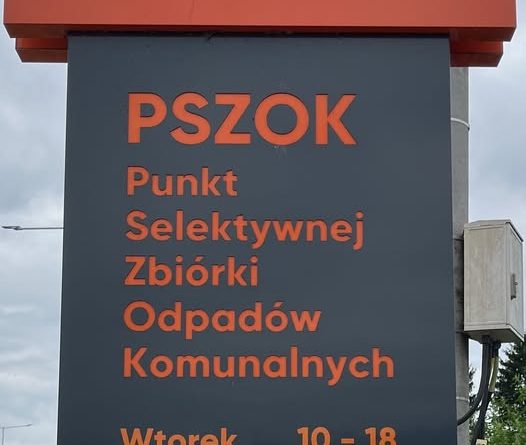 PSZOK
Punkt
Selektywnej
Zbiórki
Odpadów
Komunalnych
Wtorek 10 - 18